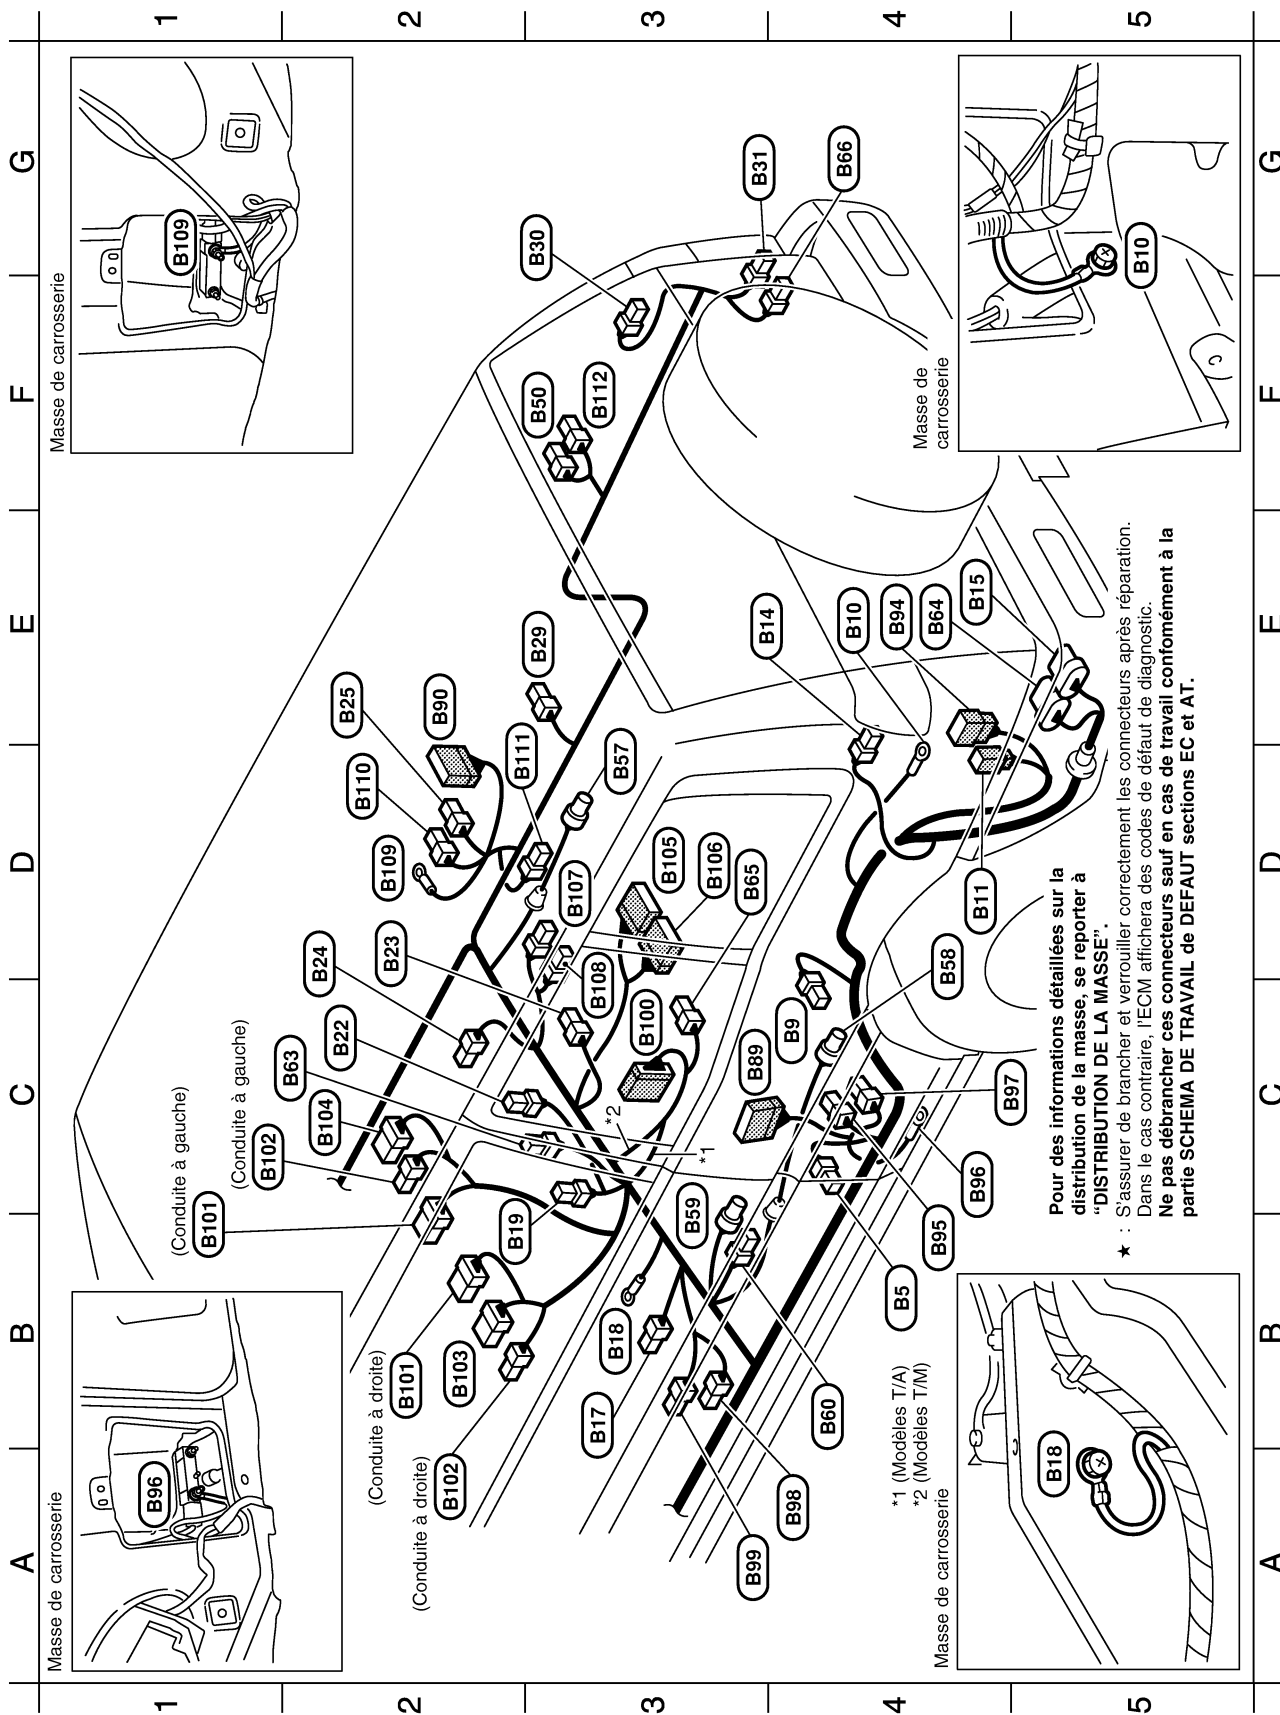 1 2 3 4 5
G
F
E
D
C
B
A
Masse de carrosserie
B109
Masse de
carrosserie
B10
Masse de carrosserie
B96
Masse de carrosserie
B18
B30
B31
B66
B50
B112
B29
B25
B90
B110
B111
B57
B109
B14
B10
B94
B64
B15
B11
B107
B105
B106
B65
B24
B23
B108
B100
B22
B63
B58
B9
B89
B97
B96
B95
B5
(Conduite à gauche)
B101
(Conduite à gauche)
B102
B104
B19
B59
B18
B17
B60
B98
B99
(Conduite à droite)
B101
B103
(Conduite à droite)
B102
*2
*1
*1 (Modèles T/A)
*2 (Modèles T/M)
Pour des informations détaillées sur la
distribution de la masse, se reporter à
“DISTRIBUTION DE LA MASSE”.
★ : S'assurer de brancher et verrouiller correctement les connecteurs après réparation.
Dans le cas contraire, l'ECM affichera des codes de défaut de diagnostic.
Ne pas débrancher ces connecteurs sauf en cas de travail confomément à la
partie SCHEMA DE TRAVAIL de DEFAUT sections EC et AT.
1 2 3 4 5
G
F
E
D
C
B
A